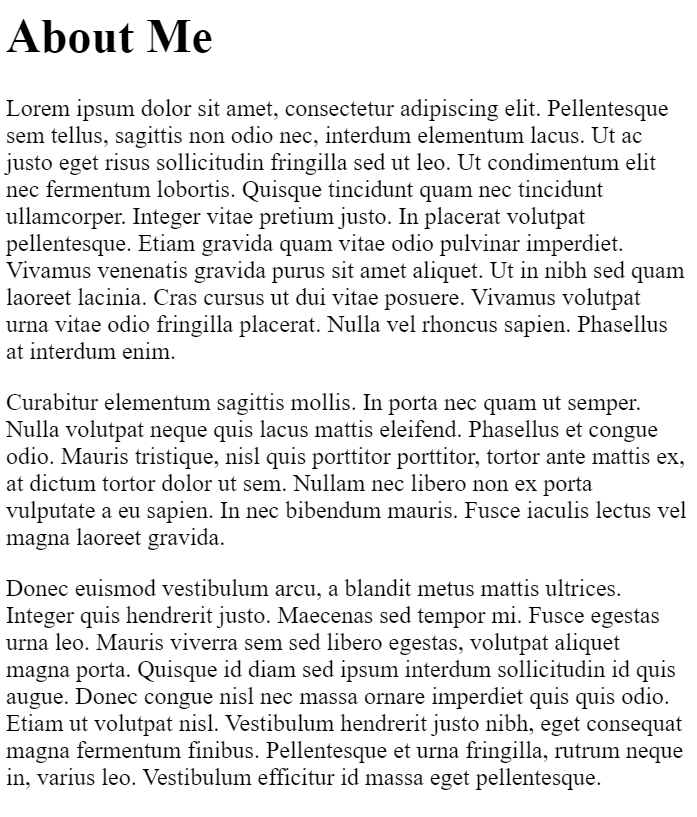 About Me
Lorem ipsum dolor sit amet, consectetur adipiscing elit. Pellentesque
sem tellus, sagittis non odio nec, interdum elementum lacus. Ut ac
justo eget risus sollicitudin fringilla sed ut leo. Ut condimentum elit
nec fermentum lobortis. Quisque tincidunt quam nec tincidunt
ullamcorper. Integer vitae pretium justo. In placerat volutpat
pellentesque. Etiam gravida quam vitae odio pulvinar imperdiet.
Vivamus venenatis gravida purus sit amet aliquet. Ut in nibh sed quam
laoreet lacinia. Cras cursus ut dui vitae posuere. Vivamus volutpat
urna vitae odio fringilla placerat. Nulla vel rhoncus sapien. Phasellus
at interdum enim.
Curabitur elementum sagittis mollis. In porta nec quam ut semper.
Nulla volutpat neque quis lacus mattis eleifend. Phasellus et congue
odio. Mauris tristique, nisl quis porttitor porttitor, tortor ante mattis ex,
at dictum tortor dolor ut sem. Nullam nec libero non ex porta
vulputate a eu sapien. In nec bibendum mauris. Fusce iaculis lectus vel
magna laoreet gravida.
Donec euismod vestibulum arcu, a blandit metus mattis ultrices.
Integer quis hendrerit justo. Maecenas sed tempor mi. Fusce egestas
urna leo. Mauris viverra sem sed libero egestas, volutpat aliquet
magna porta. Quisque id diam sed ipsum interdum sollicitudin id quis
augue. Donec congue nisl nec massa ornare imperdiet quis quis odio.
Etiam ut volutpat nisl. Vestibulum hendrerit justo nibh, eget consequat
magna fermentum finibus. Pellentesque et urna fringilla, rutrum neque
in, varius leo. Vestibulum efficitur id massa eget pellentesque.